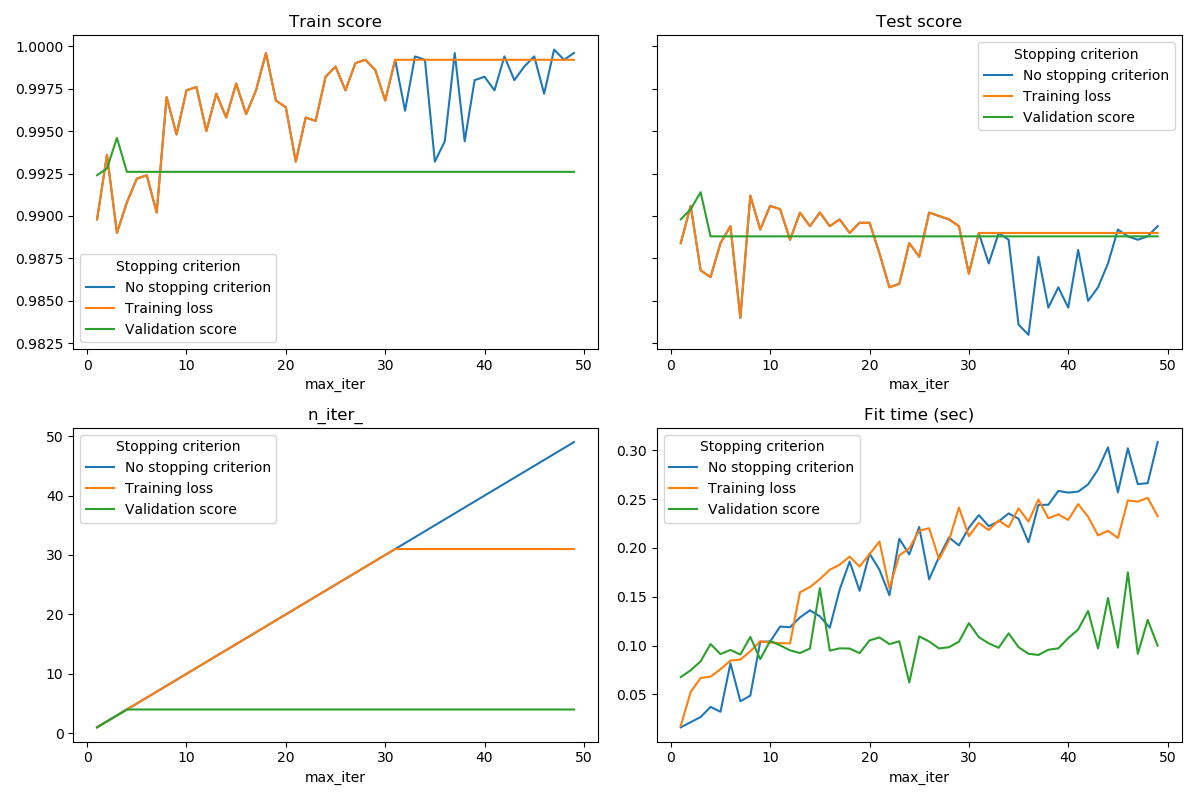 Train score
1.0000
0.9975
0.9950
0.9925
0.9900
0.9875
0.9850
0.9825
Stopping criterion
No stopping criterion
Training loss
Validation score
0 10 20 30 40 50
max_iter
Test score
Stopping criterion
No stopping criterion
Training loss
Validation score
0 10 20 30 40 50
max_iter
n_iter_
50
40
30
20
10
0
Stopping criterion
No stopping criterion
Training loss
Validation score
0 10 20 30 40 50
max_iter
Fit time (sec)
0.30
0.25
0.20
0.15
0.10
0.05
Stopping criterion
No stopping criterion
Training loss
Validation score
0 10 20 30 40 50
max_iter